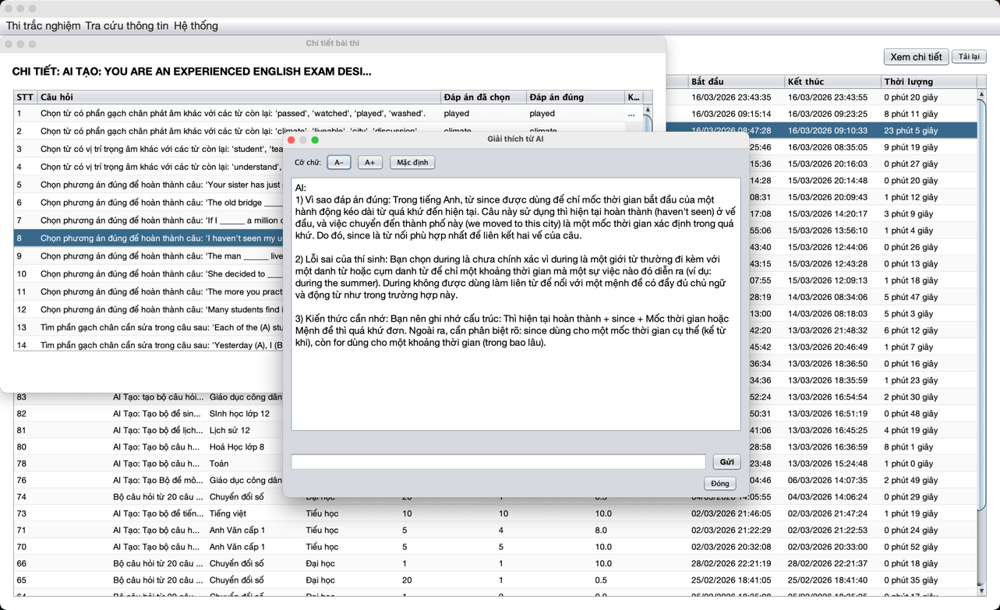 Thi trắc nghiệm Tra cứu thông tin Hệ thống
Chi tiết bài thi
CHI TIẾT: AI TẠO: YOU ARE AN EXPERIENCED ENGLISH EXAM DESI...
STT Câu hỏi Đáp án đã chọn Đáp án đúng K...
1 Chọn từ có phần gạch chân phát âm khác với các từ còn lại: 'passed', 'watched', 'played', 'washed'. played played ...
2 Chọn từ có phần gạch chân phát âm khác với các từ còn lại: 'climate', 'liveable', 'city', 'discussion'. climate climate
3 Chọn từ có vị trí trọng âm khác với các từ còn lại: 'student', 'tea
4 Chọn từ có vị trí trọng âm khác với các từ còn lại: 'understand',
5 Chọn phương án đúng để hoàn thành câu: 'Your sister has just
6 Chọn phương án đúng để hoàn thành câu: 'The old bridge ____
7 Chọn phương án đúng để hoàn thành câu: 'If I ______ a million
8 Chọn phương án đúng để hoàn thành câu: 'I haven't seen my u
9 Chọn phương án đúng để hoàn thành câu: 'The man ______ live
10 Chọn phương án đúng để hoàn thành câu: 'She decided to ____
11 Chọn phương án đúng để hoàn thành câu: 'The more you pract
12 Chọn phương án đúng để hoàn thành câu: 'Many students find i
13 Tìm phần gạch chân cần sửa trong câu sau: 'Each of the (A) stu
14 Tìm phần gạch chân cần sửa trong câu sau: 'Yesterday (A), I (B
Giải thích từ AI
Cỡ chữ: A- A+ Mặc định
AI:
1) Vì sao đáp án đúng: Trong tiếng Anh, từ since được dùng để chỉ mốc thời gian bắt đầu của một
hành động kéo dài từ quá khứ đến hiện tại. Câu này sử dụng thì hiện tại hoàn thành (haven't seen) ở vế
đầu, và việc chuyển đến thành phố này (we moved to this city) là một mốc thời gian xác định trong quá
khứ. Do đó, since là từ nối phù hợp nhất để liên kết hai vế của câu.
2) Lỗi sai của thí sinh: Bạn chọn during là chưa chính xác vì during là một giới từ thường đi kèm với
một danh từ hoặc cụm danh từ để chỉ một khoảng thời gian mà một sự việc nào đó diễn ra (ví dụ:
during the summer). During không được dùng làm liên từ để nối với một mệnh đề có đầy đủ chủ ngữ
và động từ như trong trường hợp này.
3) Kiến thức cần nhớ: Bạn nên ghi nhớ cấu trúc: Thì hiện tại hoàn thành + since + Mốc thời gian hoặc
Mệnh đề thì quá khứ đơn. Ngoài ra, cần phân biệt rõ: since dùng cho một mốc thời gian cụ thể (kể từ
khi), còn for dùng cho một khoảng thời gian (trong bao lâu).
Gửi
Đóng
Xem chi tiết Tải lại
Bắt đầu Kết thúc Thời lượng
16/03/2026 23:43:35 16/03/2026 23:43:55 0 phút 20 giây
16/03/2026 09:15:14 16/03/2026 09:23:25 8 phút 11 giây
16/03/2026 08:47:28 16/03/2026 09:10:33 23 phút 5 giây
25:46 16/03/2026 08:35:05 9 phút 19 giây
15:36 15/03/2026 20:16:03 0 phút 27 giây
14:28 15/03/2026 20:14:48 0 phút 20 giây
08:31 15/03/2026 20:09:43 1 phút 12 giây
17:08 15/03/2026 14:20:17 3 phút 9 giây
55:06 15/03/2026 13:56:10 1 phút 4 giây
43:40 15/03/2026 12:44:06 0 phút 26 giây
43:15 15/03/2026 12:43:28 0 phút 13 giây
07:55 15/03/2026 12:09:13 1 phút 18 giây
28:19 14/03/2026 08:34:06 5 phút 47 giây
13:00 14/03/2026 08:18:03 5 phút 3 giây
42:20 13/03/2026 21:48:32 6 phút 12 giây
45:42 13/03/2026 20:46:49 1 phút 7 giây
36:34 13/03/2026 18:36:50 0 phút 16 giây
34:36 13/03/2026 18:35:59 1 phút 23 giây
83 AI Tạo: tạo bộ câu hỏi... Giáo dục công dân 52:24 13/03/2026 16:54:54 2 phút 30 giây
82 AI Tạo: Tạo bộ đề sin... SInh học lớp 12 50:31 13/03/2026 16:51:19 0 phút 48 giây
81 AI Tạo: Tạo bộ đề lịch... Lịch sử 12 41:06 13/03/2026 16:45:25 4 phút 19 giây
80 AI Tạo: Tạo bộ câu h... Hoá Học lớp 8 28:58 13/03/2026 16:36:59 8 phút 1 giây
78 AI Tạo: Tạo bộ câu h... Toán 23:48 13/03/2026 15:24:48 1 phút 0 giây
76 AI Tạo: Tạo Bộ đề mô... Giáo dục công dân 04:46 06/03/2026 14:07:35 2 phút 49 giây
74 Bộ câu hỏi từ 20 câu ... Chuyển đổi số Đại học 20 1 0.5 04/03/2026 14:05:55 04/03/2026 14:06:24 0 phút 29 giây
73 AI Tạo: Tạo bộ đề tiến... Tiếng việt Tiểu học 10 10 10.0 02/03/2026 21:46:05 02/03/2026 21:47:24 1 phút 19 giây
71 AI Tạo: Tạo bộ câu h... Anh Văn cấp 1 Tiểu học 5 4 8.0 02/03/2026 21:22:29 02/03/2026 21:22:53 0 phút 24 giây
70 AI Tạo: Tạo bộ câu h... Anh Văn cấp 1 Tiểu học 5 5 10.0 02/03/2026 20:32:08 02/03/2026 20:33:00 0 phút 52 giây
66 Bộ câu hỏi từ 20 câu ... Chuyển đổi số Đại học 1 1 10.0 28/02/2026 22:21:19 28/02/2026 22:21:37 0 phút 18 giây
65 Bộ câu hỏi từ 20 câu ... Chuyển đổi số Đại học 20 1 0.5 25/02/2026 18:41:05 25/02/2026 18:41:40 0 phút 35 giây